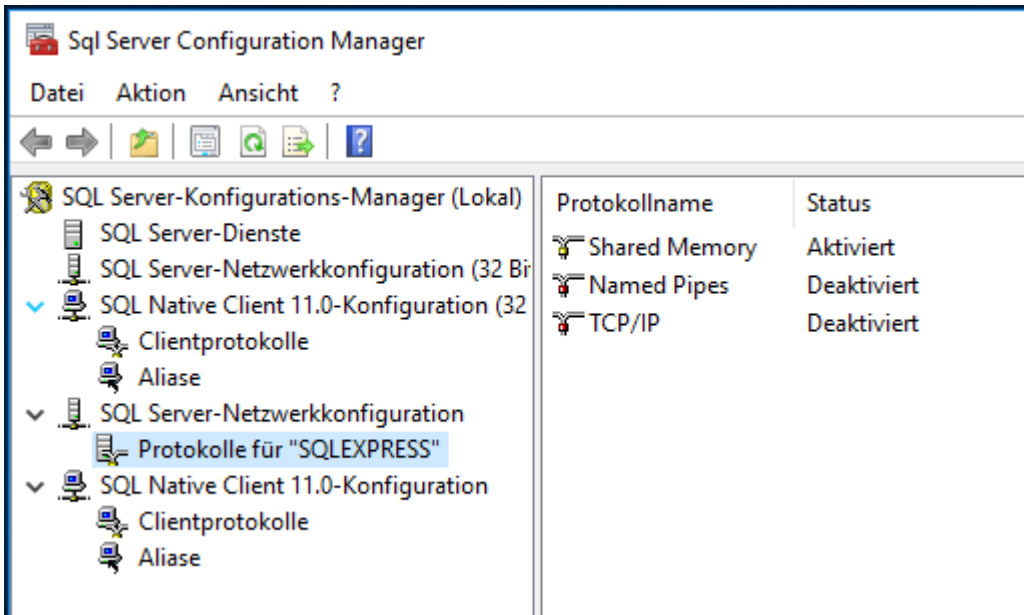 Sql Server Configuration Manager
Datei Aktion Ansicht ?
SQL Server-Konfigurations-Manager (Lokal)
SQL Server-Dienste
SQL Server-Netzwerkkonfiguration (32 Bi
SQL Native Client 11.0-Konfiguration (32
Clientprotokolle
Aliase
SQL Server-Netzwerkkonfiguration
Protokolle für "SQLEXPRESS"
SQL Native Client 11.0-Konfiguration
Clientprotokolle
Aliase
Protokollname Status
Shared Memory Aktiviert
Named Pipes Deaktiviert
TCP/IP Deaktiviert